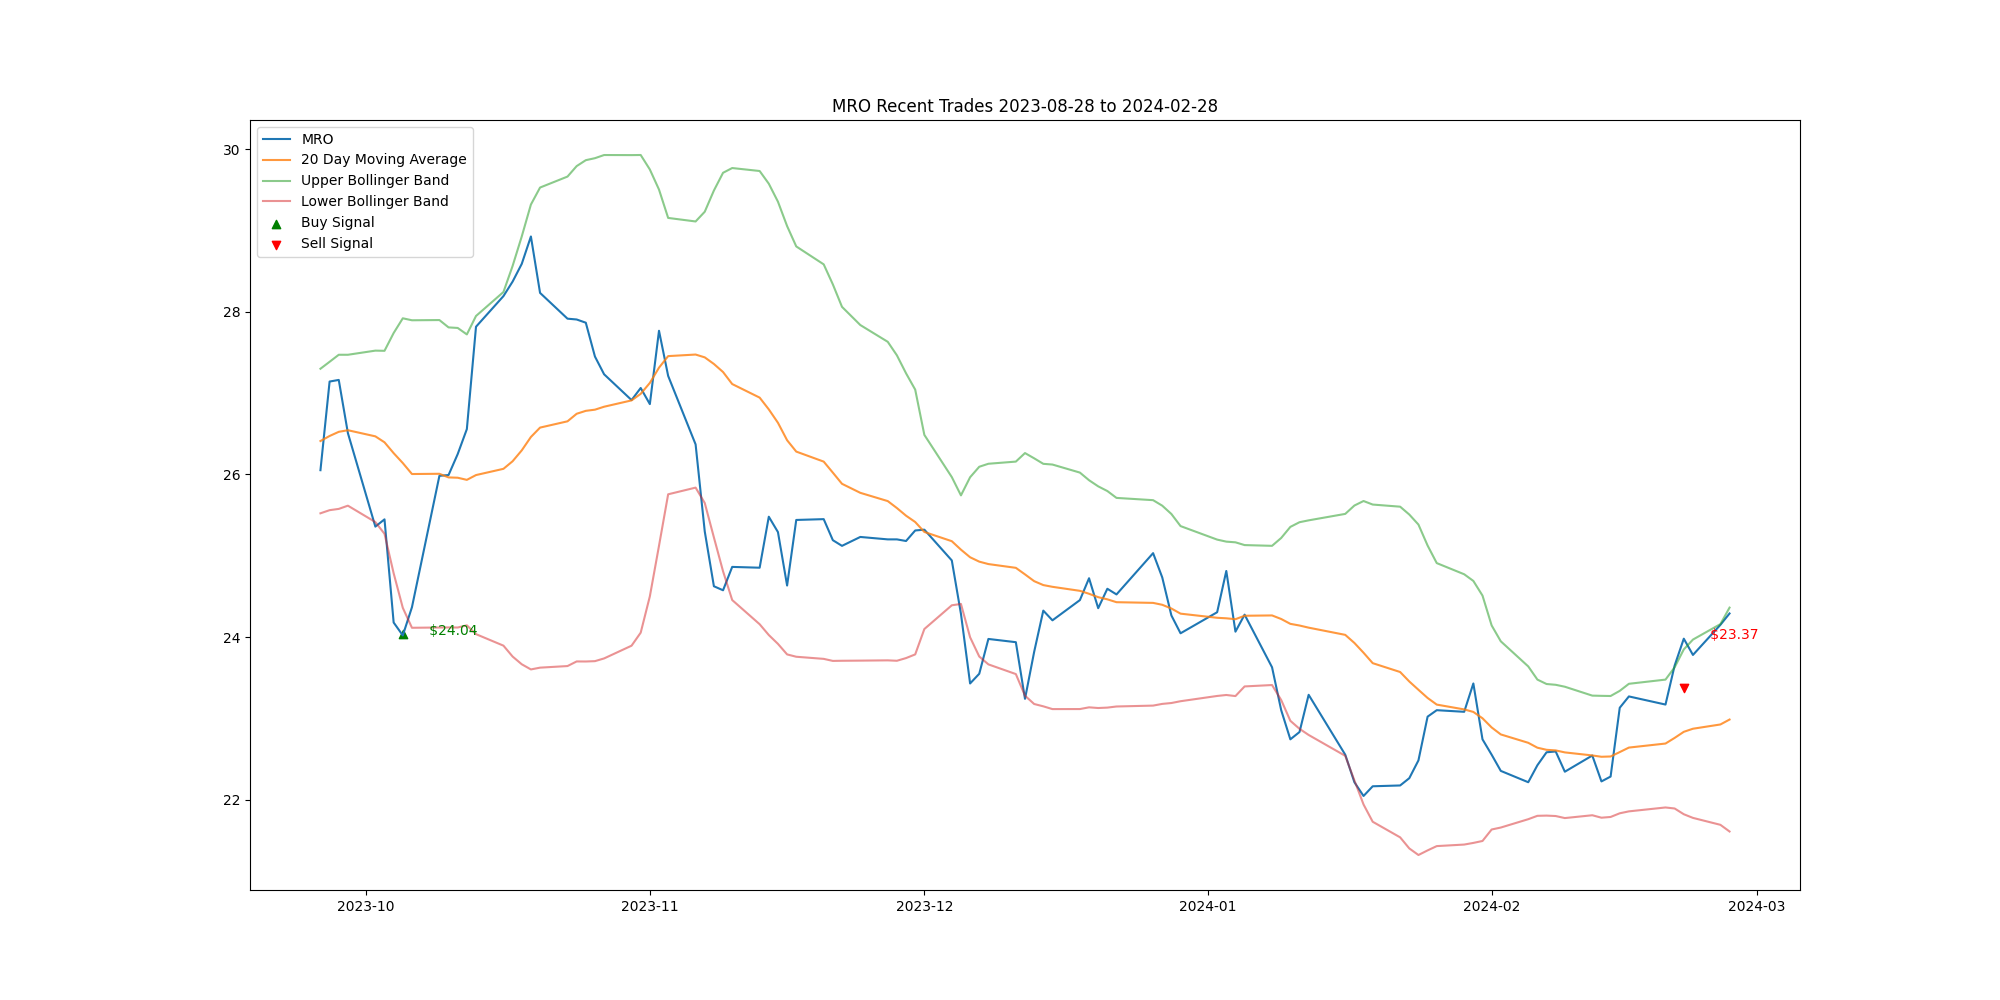 MRO Recent Trades 2023-08-28 to 2024-02-28
MRO
20 Day Moving Average
Upper Bollinger Band
Lower Bollinger Band
Buy Signal
Sell Signal
30
28
26
24
22
$24.04
$23.37
2023-10
2023-11
2023-12
2024-01
2024-02
2024-03